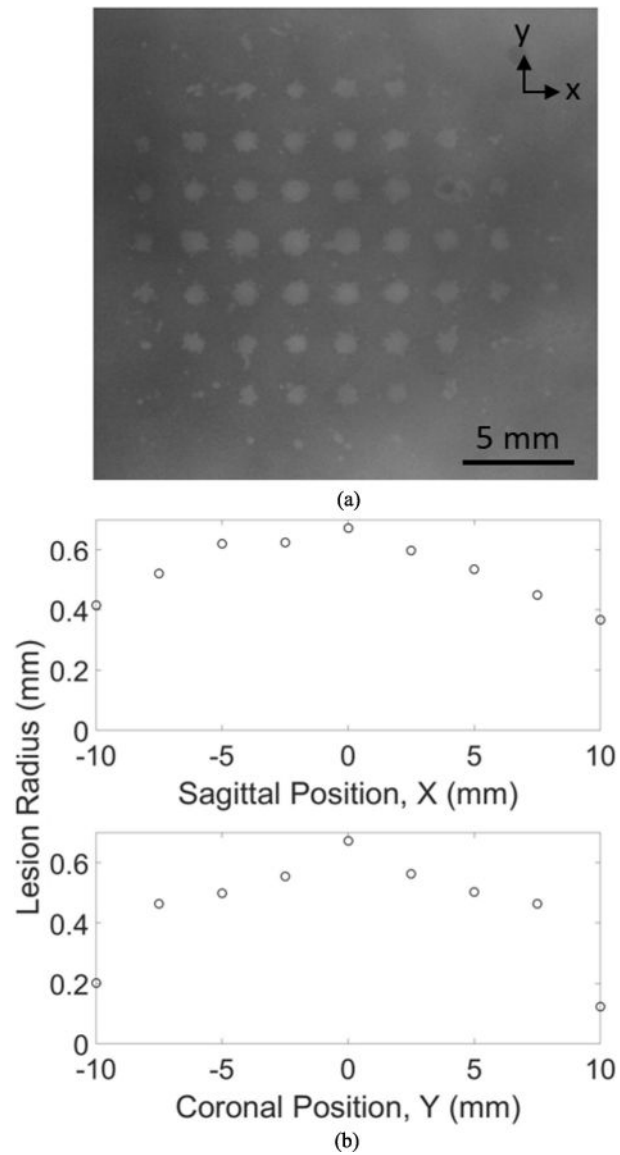 y
x
5 mm
(a)
0.6
0.4
0.2
0
-10
-5
0
5
10
Sagittal Position, X (mm)
Lesion Radius (mm)
0.6
0.4
0.2
0
-10
-5
0
5
10
Coronal Position, Y (mm)
(b)